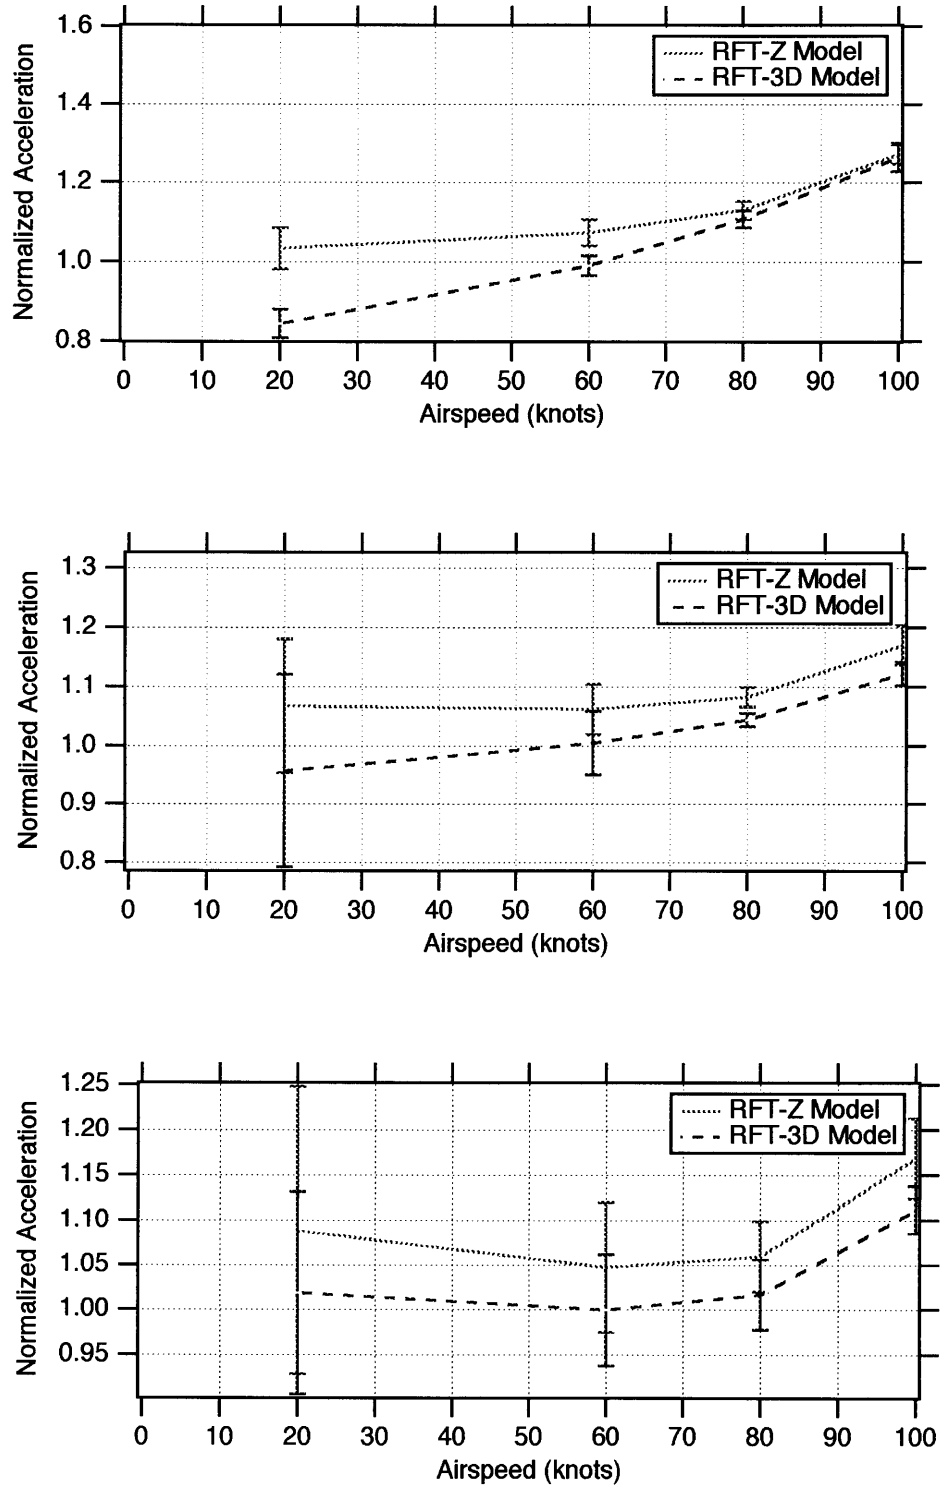 1.6
1.4
1.2
1.0
0.8
Normalized Acceleration
RFT-Z Model
RFT-3D Model
0 10 20 30 40 50 60 70 80 90 100
Airspeed (knots)
1.3
1.2
1.1
1.0
0.9
0.8
Normalized Acceleration
RFT-Z Model
RFT-3D Model
0 10 20 30 40 50 60 70 80 90 100
Airspeed (knots)
1.25
1.20
1.15
1.10
1.05
1.00
0.95
Normalized Acceleration
RFT-Z Model
RFT-3D Model
0 10 20 30 40 50 60 70 80 90 100
Airspeed (knots)